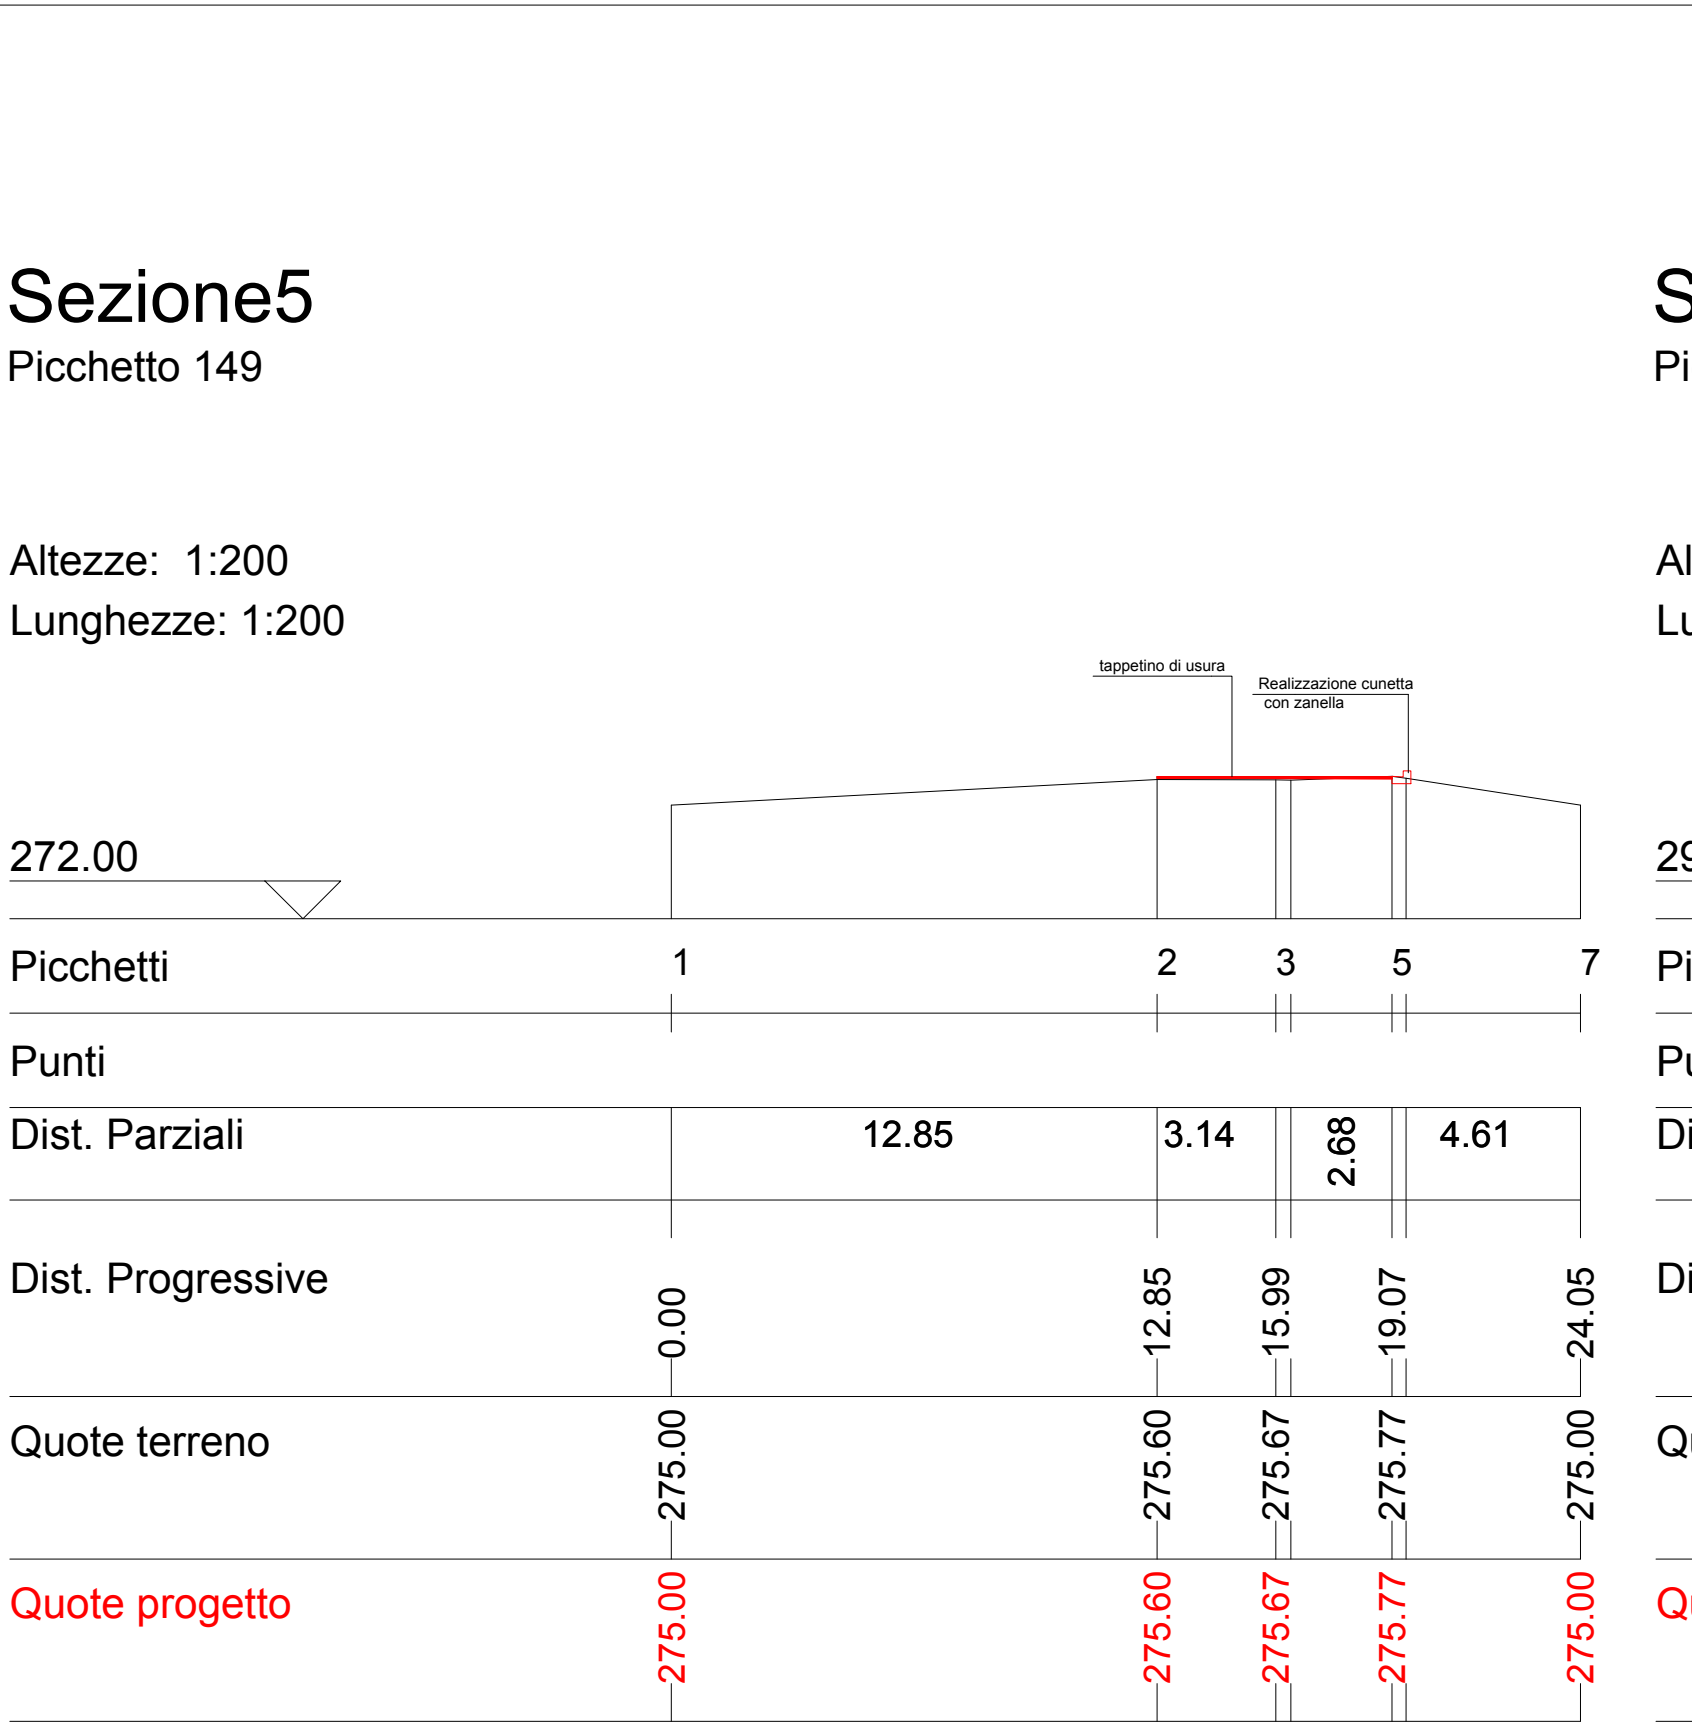 Sezione5
Picchetto 149
Altezze: 1:200
Lunghezze: 1:200
tappetino di usura
Realizzazione cunetta
con zanella
272.00
Picchetti 1 2 3 5 7
Punti
Dist. Parziali 12.85 3.14 2.68 4.61
Dist. Progressive 0.00 12.85 15.99 19.07 24.05
Quote terreno 275.00 275.60 275.67 275.77 275.00
Quote progetto 275.00 275.60 275.67 275.77 275.00